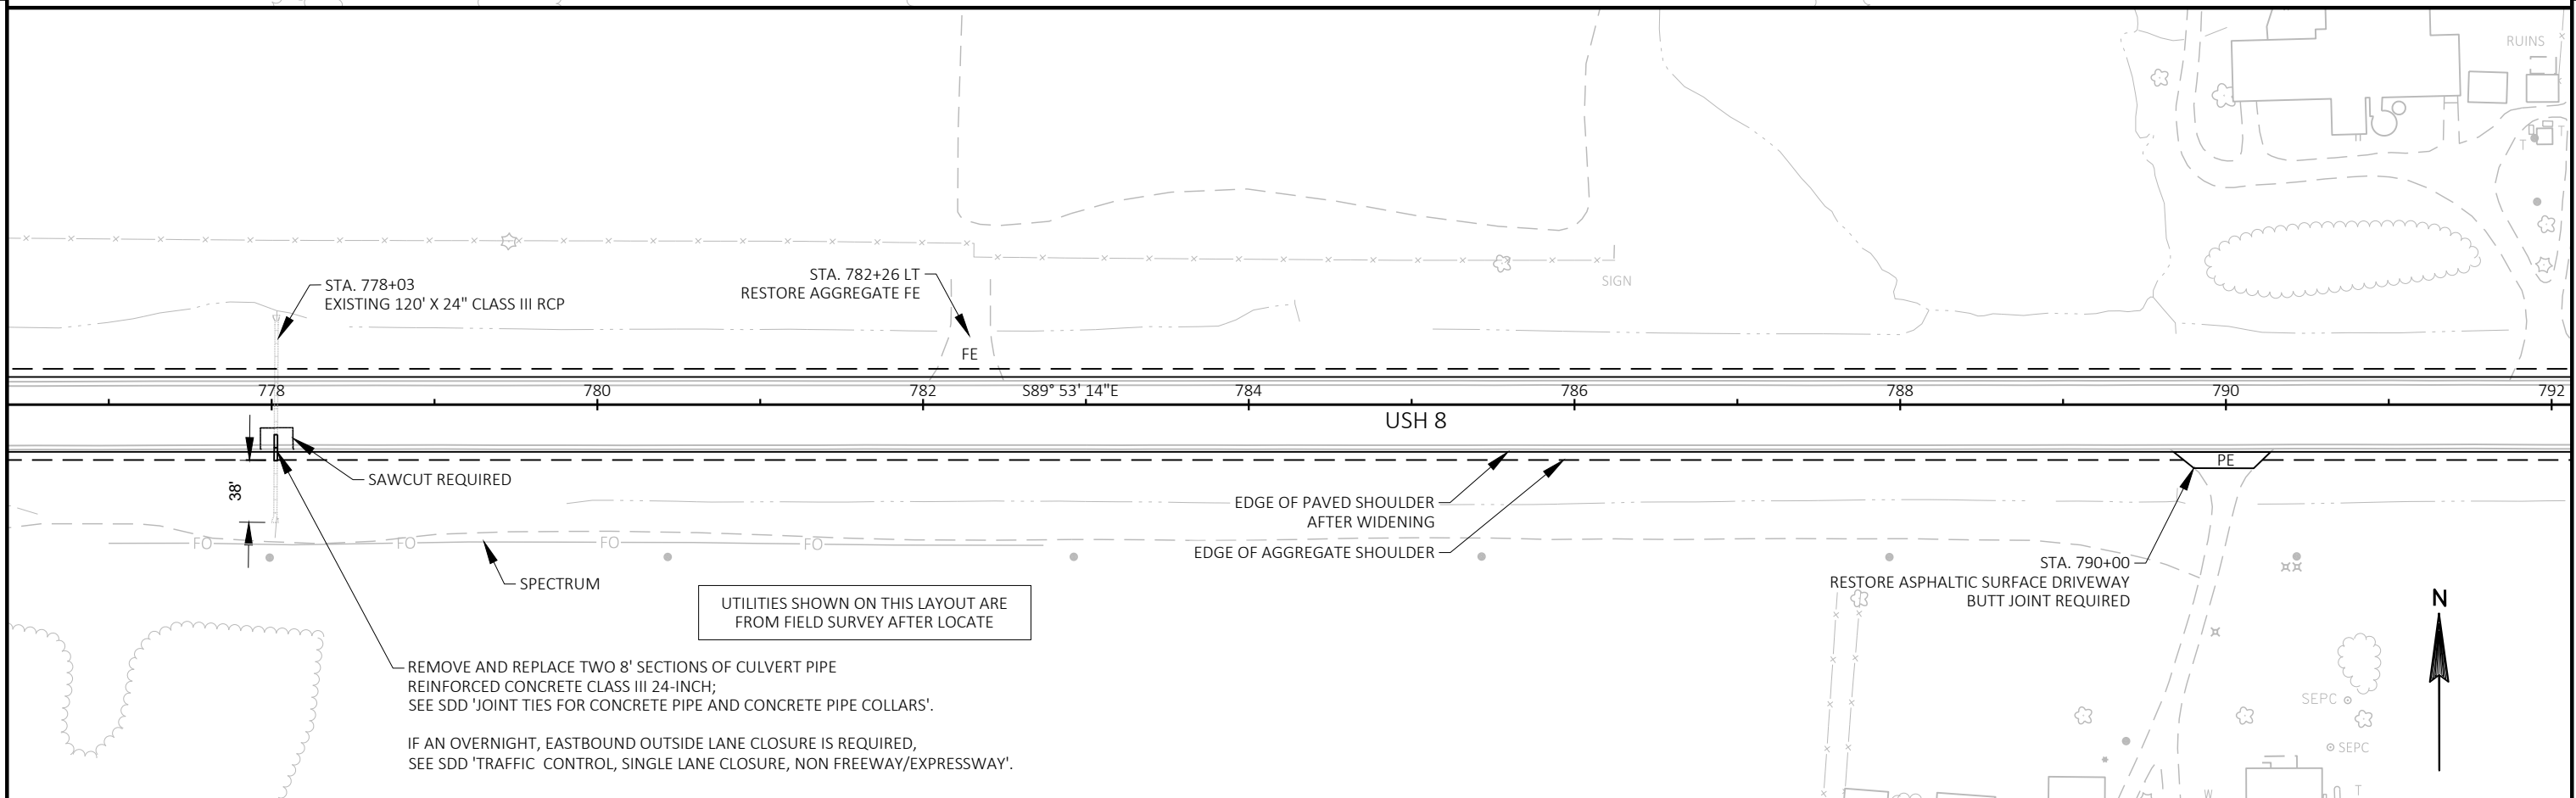 RUINS
T
T
SIGN
STA. 778+03
EXISTING 120' X 24" CLASS III RCP
STA. 782+26 LT
RESTORE AGGREGATE FE
FE
778
780
782
S89° 53' 14"E
784
786
788
790
792
USH 8
38'
SAWCUT REQUIRED
PE
EDGE OF PAVED SHOULDER
AFTER WIDENING
EDGE OF AGGREGATE SHOULDER
FO
FO
FO
FO
SPECTRUM
UTILITIES SHOWN ON THIS LAYOUT ARE
FROM FIELD SURVEY AFTER LOCATE
STA. 790+00
RESTORE ASPHALTIC SURFACE DRIVEWAY
BUTT JOINT REQUIRED
N
REMOVE AND REPLACE TWO 8' SECTIONS OF CULVERT PIPE
REINFORCED CONCRETE CLASS III 24-INCH;
SEE SDD 'JOINT TIES FOR CONCRETE PIPE AND CONCRETE PIPE COLLARS'.
IF AN OVERNIGHT, EASTBOUND OUTSIDE LANE CLOSURE IS REQUIRED,
SEE SDD 'TRAFFIC CONTROL, SINGLE LANE CLOSURE, NON FREEWAY/EXPRESSWAY'.
SEPC
SEPC
W
T